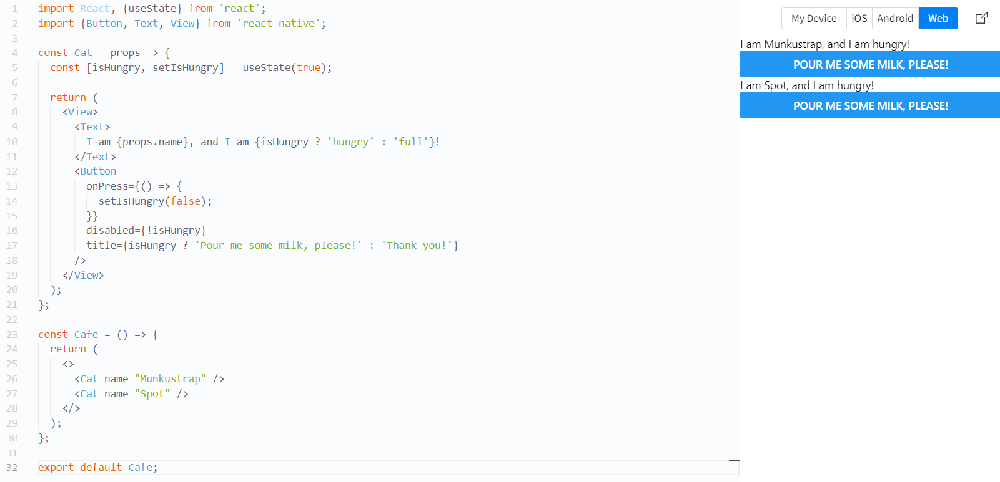 1 import React, {useState} from 'react';
2 import {Button, Text, View} from 'react-native';
3
4 const Cat = props => {
5   const [isHungry, setIsHungry] = useState(true);
6
7   return (
8     <View>
9       <Text>
10         I am {props.name}, and I am {isHungry ? 'hungry' : 'full'}!
11       </Text>
12       <Button
13         onPress={() => {
14           setIsHungry(false);
15         }}
16         disabled={!isHungry}
17         title={isHungry ? 'Pour me some milk, please!' : 'Thank you!'}
18       />
19     </View>
20   );
21 };
22
23 const Cafe = () => {
24   return (
25     <>
26       <Cat name="Munkustrap" />
27       <Cat name="Spot" />
28     </>
29   );
30 };
31
32 export default Cafe;
My Device iOS Android Web
I am Munkustrap, and I am hungry!
POUR ME SOME MILK, PLEASE!
I am Spot, and I am hungry!
POUR ME SOME MILK, PLEASE!